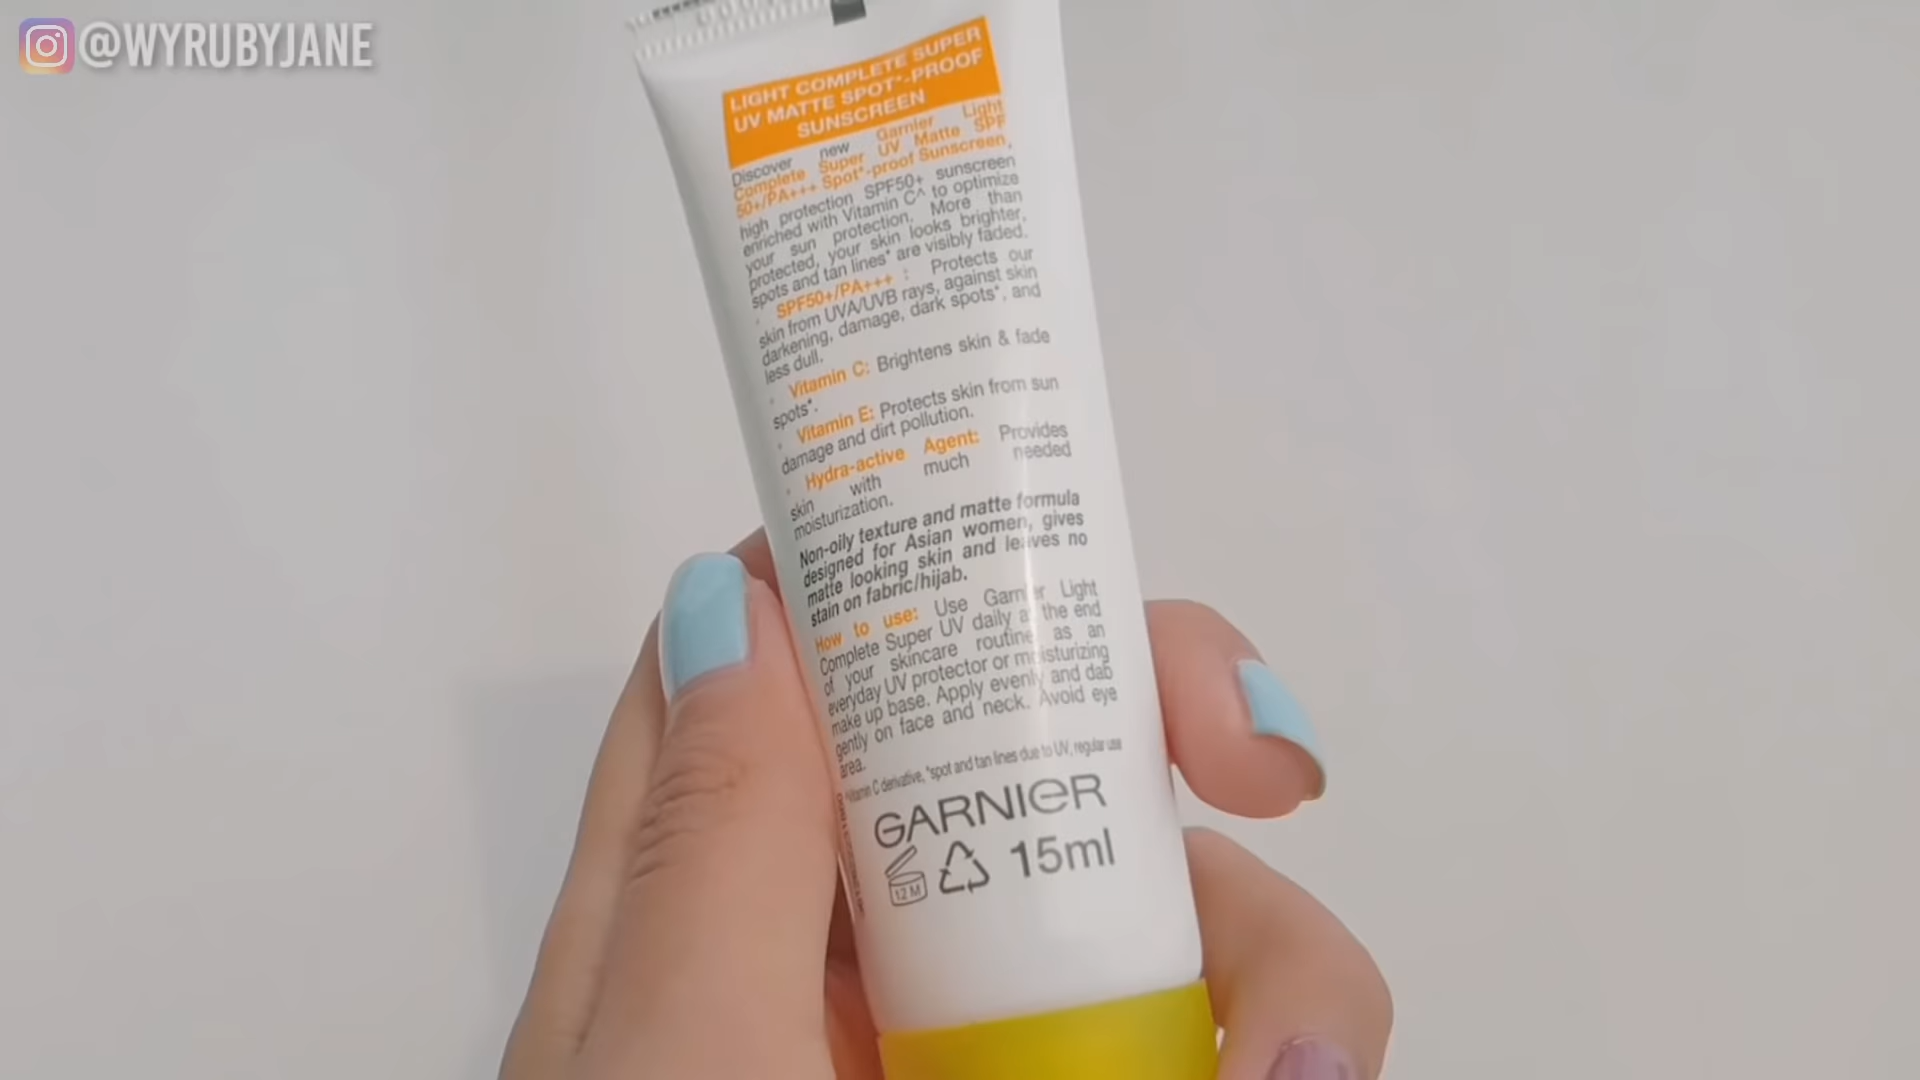 @WYRUBYJANE
LIGHT COMPLETE SUPER
UV MATTE SPOT*-PROOF
SUNSCREEN
Discover new Garnier Light
Complete Super UV Matte SPF
50+/PA+++ Spot*-proof Sunscreen,
high protection SPF50+ sunscreen
enriched with Vitamin C^ to optimize
your sun protection. More than
protected, your skin looks brighter,
spots and tan lines* are visibly faded.
• SPF50+/PA+++ : Protects our
skin from UVA/UVB rays, against skin
darkening, damage, dark spots*, and
less dull.
• Vitamin C: Brightens skin & fade
spots*.
• Vitamin E: Protects skin from sun
damage and dirt pollution.
• Hydra-active Agent: Provides
skin with much needed
moisturization.
Non-oily texture and matte formula
designed for Asian women, gives
matte looking skin and leaves no
stain on fabric/hijab.
How to use: Use Garnier Light
Complete Super UV daily at the end
of your skincare routine as an
everyday UV protector or moisturizing
make up base. Apply evenly and dab
gently on face and neck. Avoid eye
area.
^Vitamin C derivative, *spot and tan lines due to UV, regular use
GARNIER
12 M
15ml